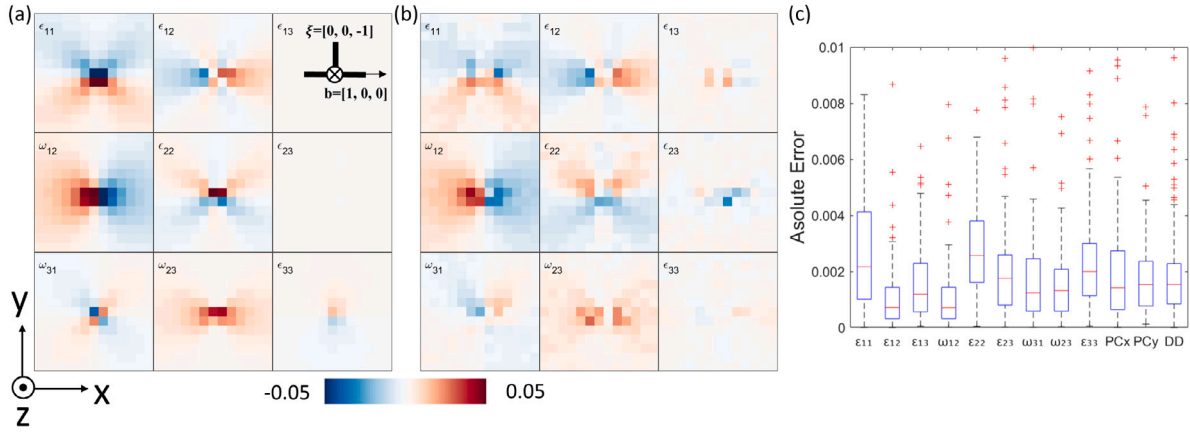 (a)
ϵ11
ϵ12
ϵ13
ξ=[0, 0, -1]
b=[1, 0, 0]
ω12
ϵ22
ϵ23
ω31
ω23
ϵ33
y
x
z
(b)
ϵ11
ϵ12
ϵ13
ω12
ϵ22
ϵ23
ω31
ω23
ϵ33
-0.05
0.05
(c)
Asolute Error
0.01
0.008
0.006
0.004
0.002
0
ε11 ε12 ε13 ω12 ε22 ε23 ω31 ω23 ε33 PCx PCy DD